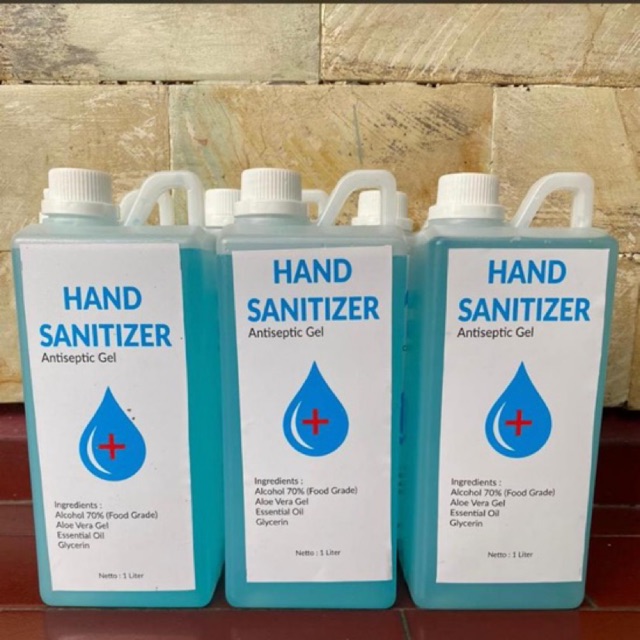 HAND
SANITIZER
Antiseptic Gel
Ingredients :
Alcohol 70% (Food Grade)
Aloe Vera Gel
Essential Oil
Glycerin
Netto : 1 Liter
HAND
SANITIZER
Antiseptic Gel
Ingredients :
Alcohol 70% (Food Grade)
Aloe Vera Gel
Essential Oil
Glycerin
Netto : 1 Liter
HAND
SANITIZER
Antiseptic Gel
Ingredients :
Alcohol 70% (Food Grade)
Aloe Vera Gel
Essential Oil
Glycerin
Netto : 1 Liter